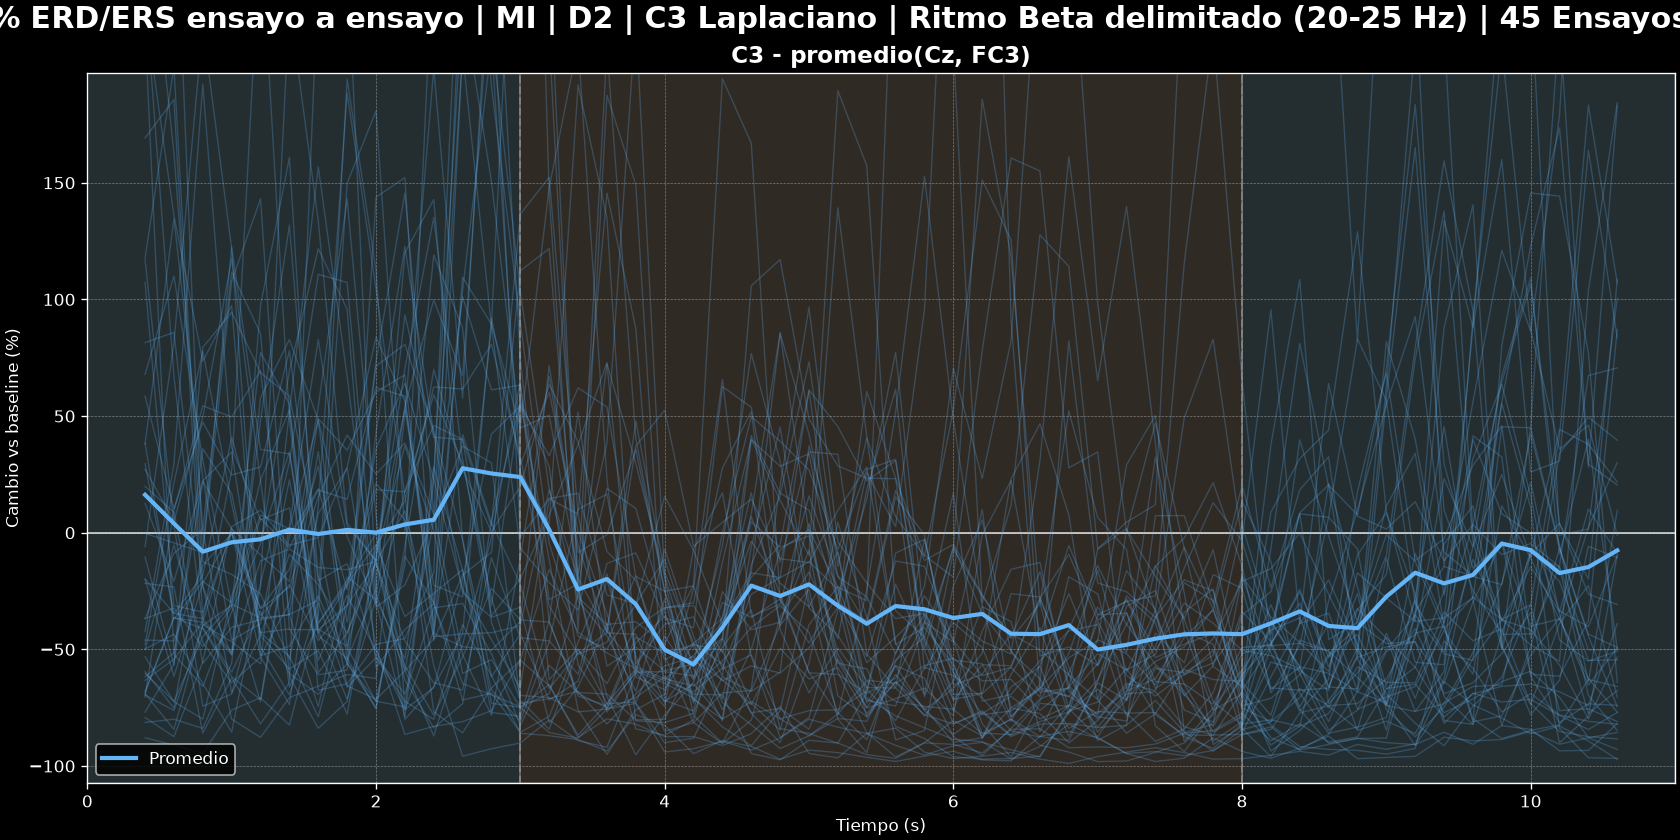 % ERD/ERS ensayo a ensayo | MI | D2 | C3 Laplaciano | Ritmo Beta delimitado (20-25 Hz) | 45 Ensayos
C3 - promedio(Cz, FC3)
Cambio vs baseline (%)
150
100
50
0
−50
−100
Promedio
0 2 4 6 8 10
Tiempo (s)